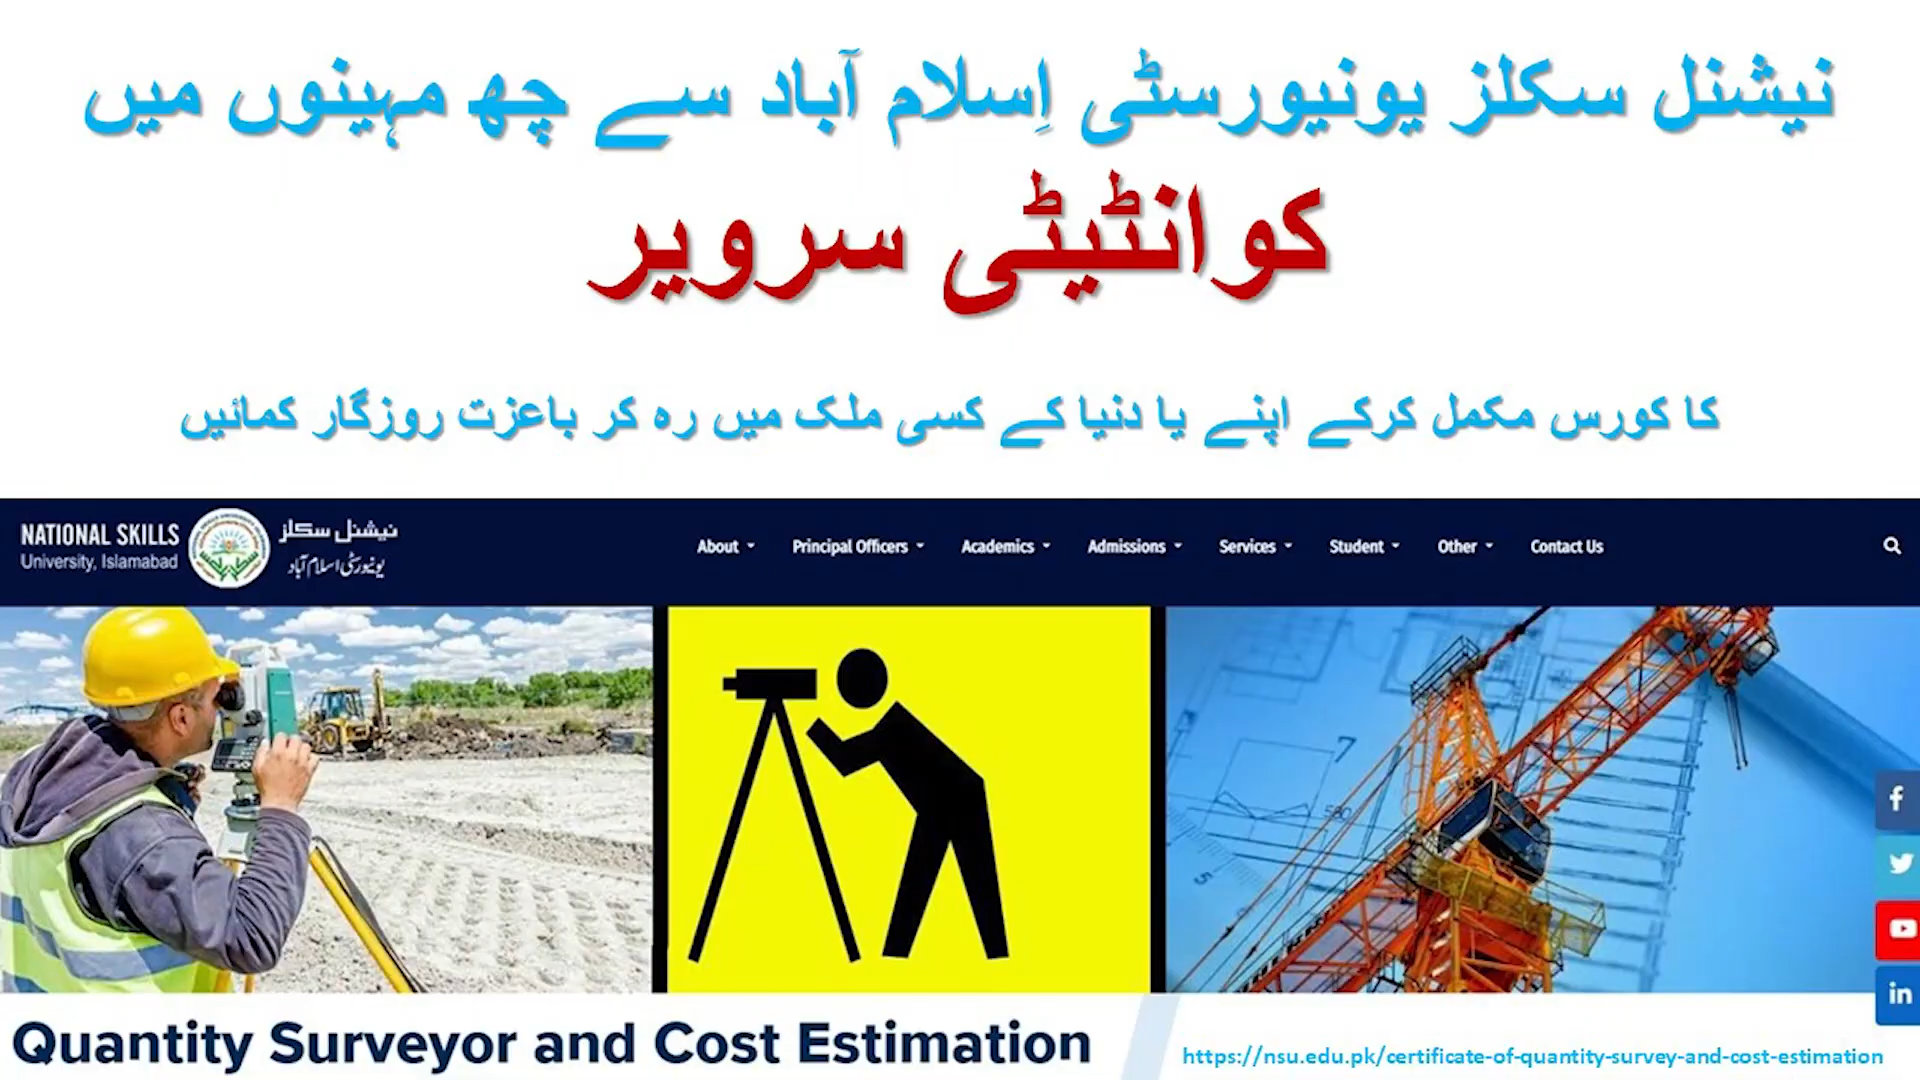 نیشنل سکلز یونیورسٹی اِسلام آباد سے چھ مہینوں میں
کوانٹیٹی سرویر
کا کورس مکمل کرکے اپنے یا دنیا کے کسی ملک میں رہ کر باعزت روزگار کمائیں
NATIONAL SKILLS
University, Islamabad
نیشنل سکلز
یونیورسٹی اسلام آباد
About Principal Officers Academics Admissions Services Student Other Contact Us
7
580
5
Quantity Surveyor and Cost Estimation
https://nsu.edu.pk/certificate-of-quantity-survey-and-cost-estimation